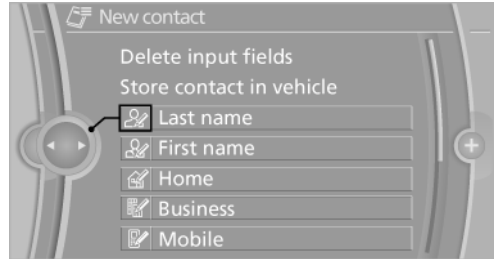 New contact
Delete input fields
Store contact in vehicle
Last name
First name
Home
Business
Mobile